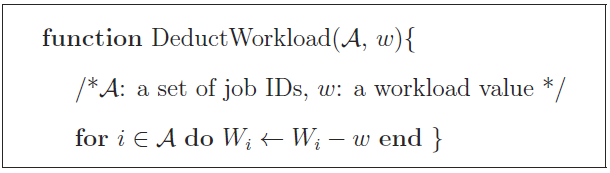 function DeductWorkload(𝒜, w){
/*𝒜: a set of job IDs, w: a workload value */
for i ∈ 𝒜 do Wᵢ ← Wᵢ − w end }